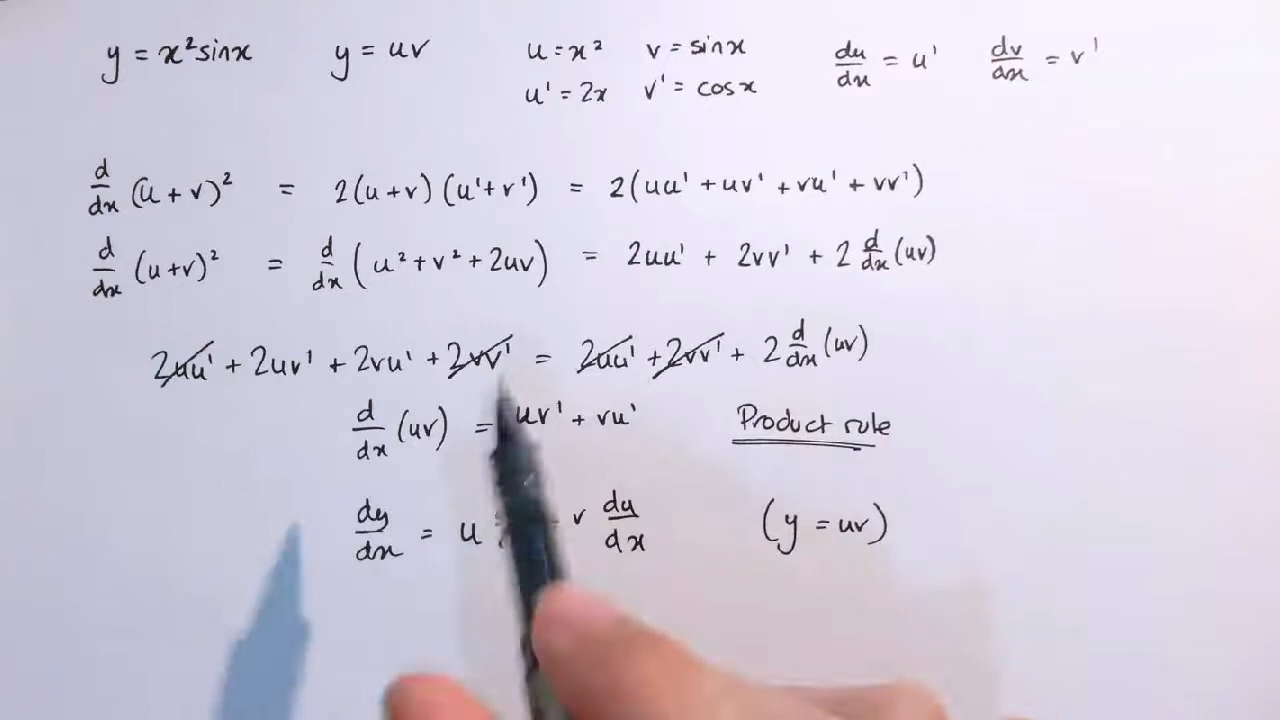 y = x² sinx y = uv u = x² v = sinx du/dx = u' dv/dx = v'
u' = 2x v' = cosx
d/dx (u + v)² = 2(u+v)(u'+v') = 2(uu' + uv' + vu' + vv')
d/dx (u+v)² = d/dx (u² + v² + 2uv) = 2uu' + 2vv' + 2 d/dx (uv)
2uu' + 2uv' + 2vu' + 2vv' = 2uu' + 2vv' + 2 d/dx (uv)
d/dx (uv) = uv' + vu' Product rule
dy/dx = u v du/dx (y = uv)